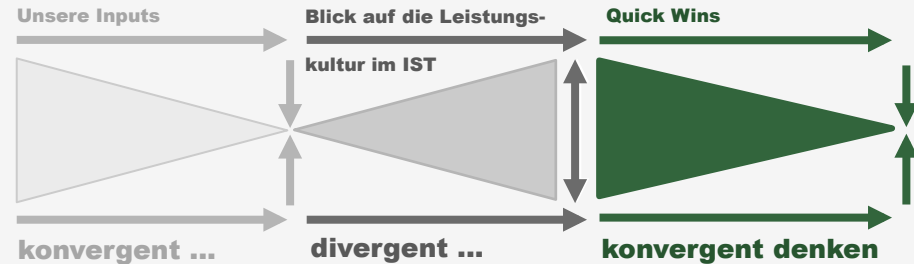 Unsere Inputs
Blick auf die Leistungs-
kultur im IST
Quick Wins
konvergent ...
divergent ...
konvergent denken